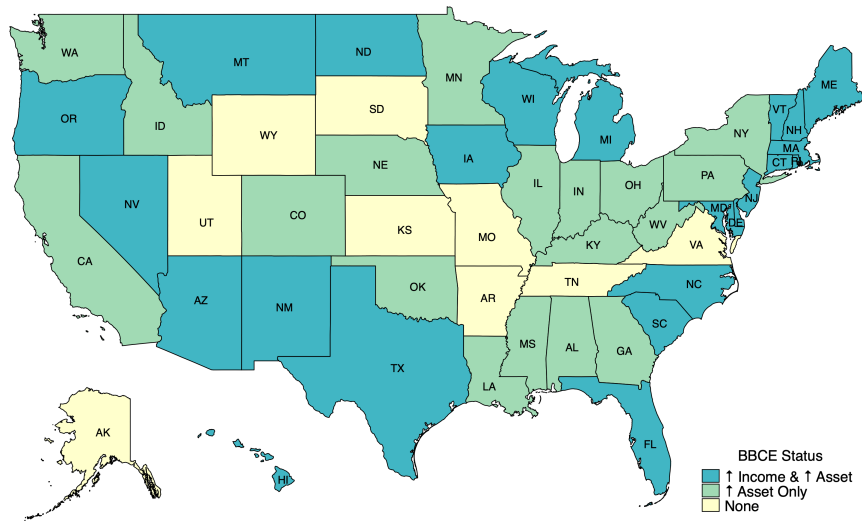 WA
MT
ND
MN
ME
OR
ID
SD
WI
VT
NH
WY
MI
NY
MA
CT
RI
NE
IA
PA
NJ
NV
UT
CO
IL
IN
OH
MD
DE
WV
KS
MO
KY
VA
CA
OK
TN
NC
AZ
NM
AR
SC
MS
AL
GA
TX
LA
AK
FL
HI
BBCE Status
↑ Income & ↑ Asset
↑ Asset Only
None